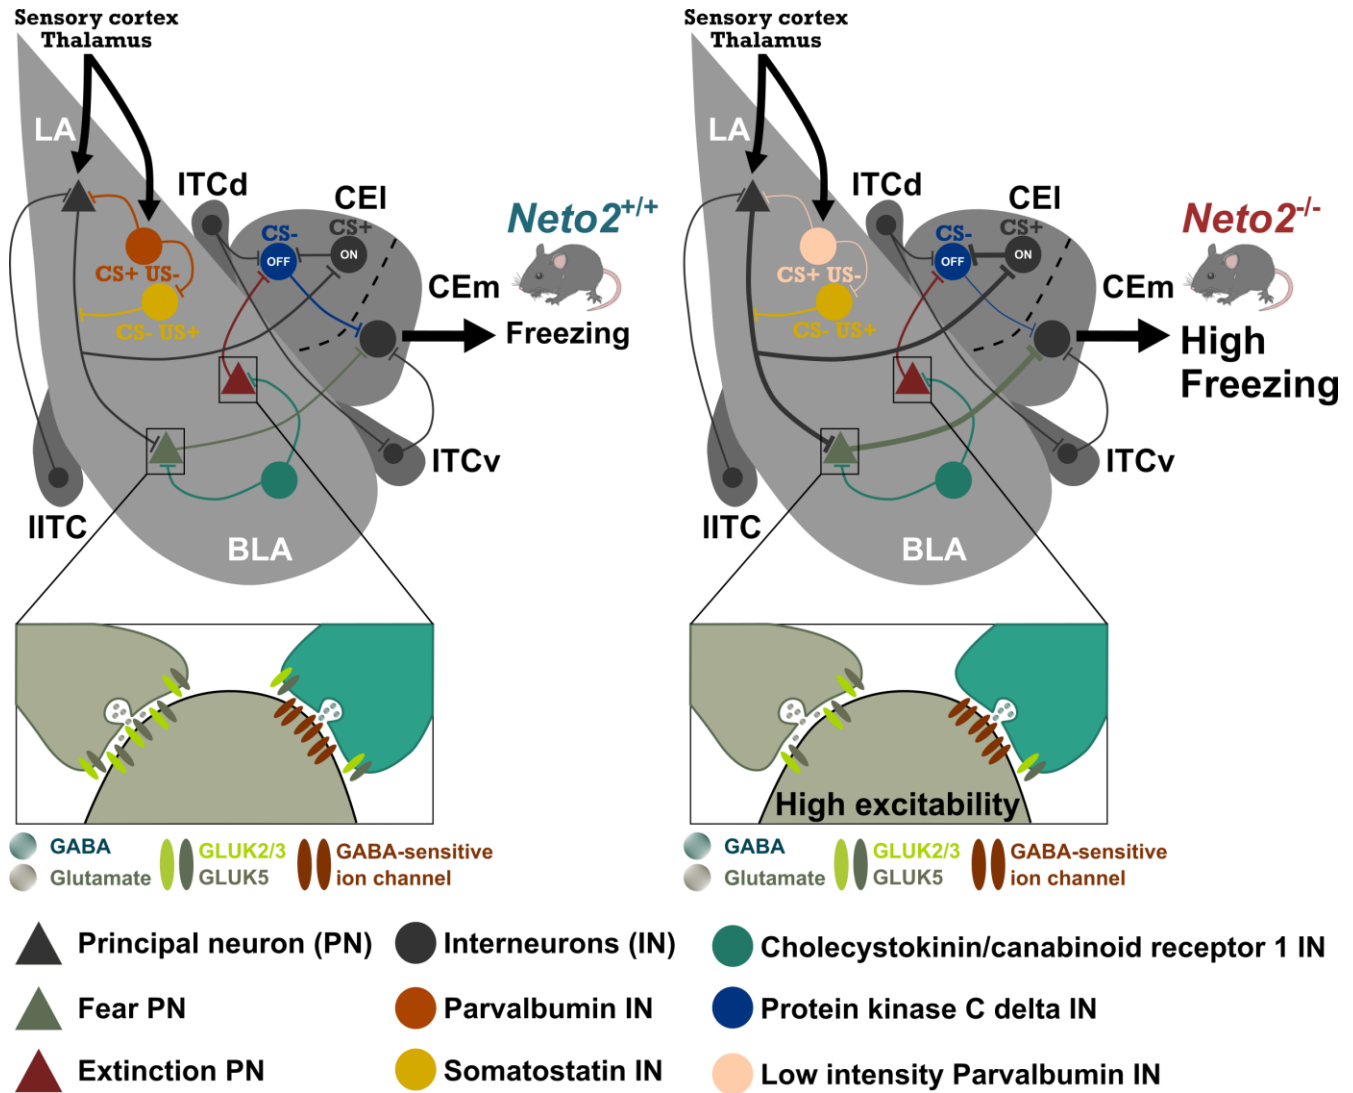 Sensory cortex
Thalamus
LA
ITCd
CEl
CS-
CS+
OFF
ON
CS+ US-
CS- US+
CEm
Neto2+/+
Freezing
ITCv
lITC
BLA
GABA
Glutamate
GLUK2/3
GLUK5
GABA-sensitive
ion channel
Sensory cortex
Thalamus
LA
ITCd
CEl
CS-
CS+
OFF
ON
CS+ US-
CS- US+
CEm
Neto2-/-
High
Freezing
ITCv
lITC
BLA
High excitability
GABA
Glutamate
GLUK2/3
GLUK5
GABA-sensitive
ion channel
Principal neuron (PN)
Interneurons (IN)
Cholecystokinin/canabinoid receptor 1 IN
Fear PN
Parvalbumin IN
Protein kinase C delta IN
Extinction PN
Somatostatin IN
Low intensity Parvalbumin IN